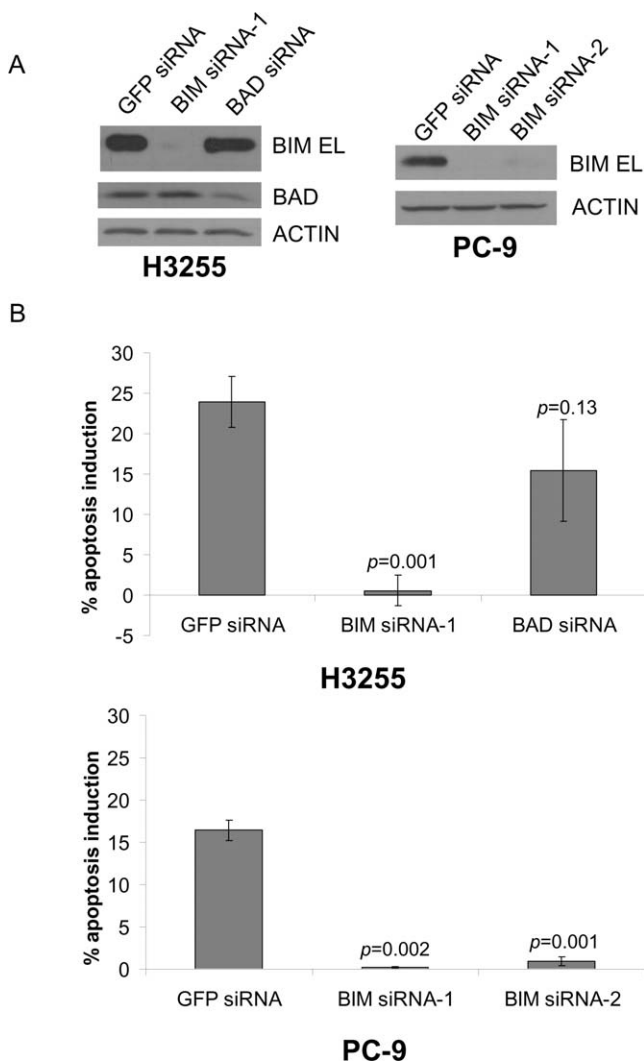 A
GFP siRNA
BIM siRNA-1
BAD siRNA
BIM EL
BAD
ACTIN
H3255
GFP siRNA
BIM siRNA-1
BIM siRNA-2
BIM EL
ACTIN
PC-9
B
% apoptosis induction
30
25
20
15
10
5
0
-5
p=0.001
p=0.13
GFP siRNA BIM siRNA-1 BAD siRNA
H3255
% apoptosis induction
30
25
20
15
10
5
0
p=0.002
p=0.001
GFP siRNA BIM siRNA-1 BIM siRNA-2
PC-9